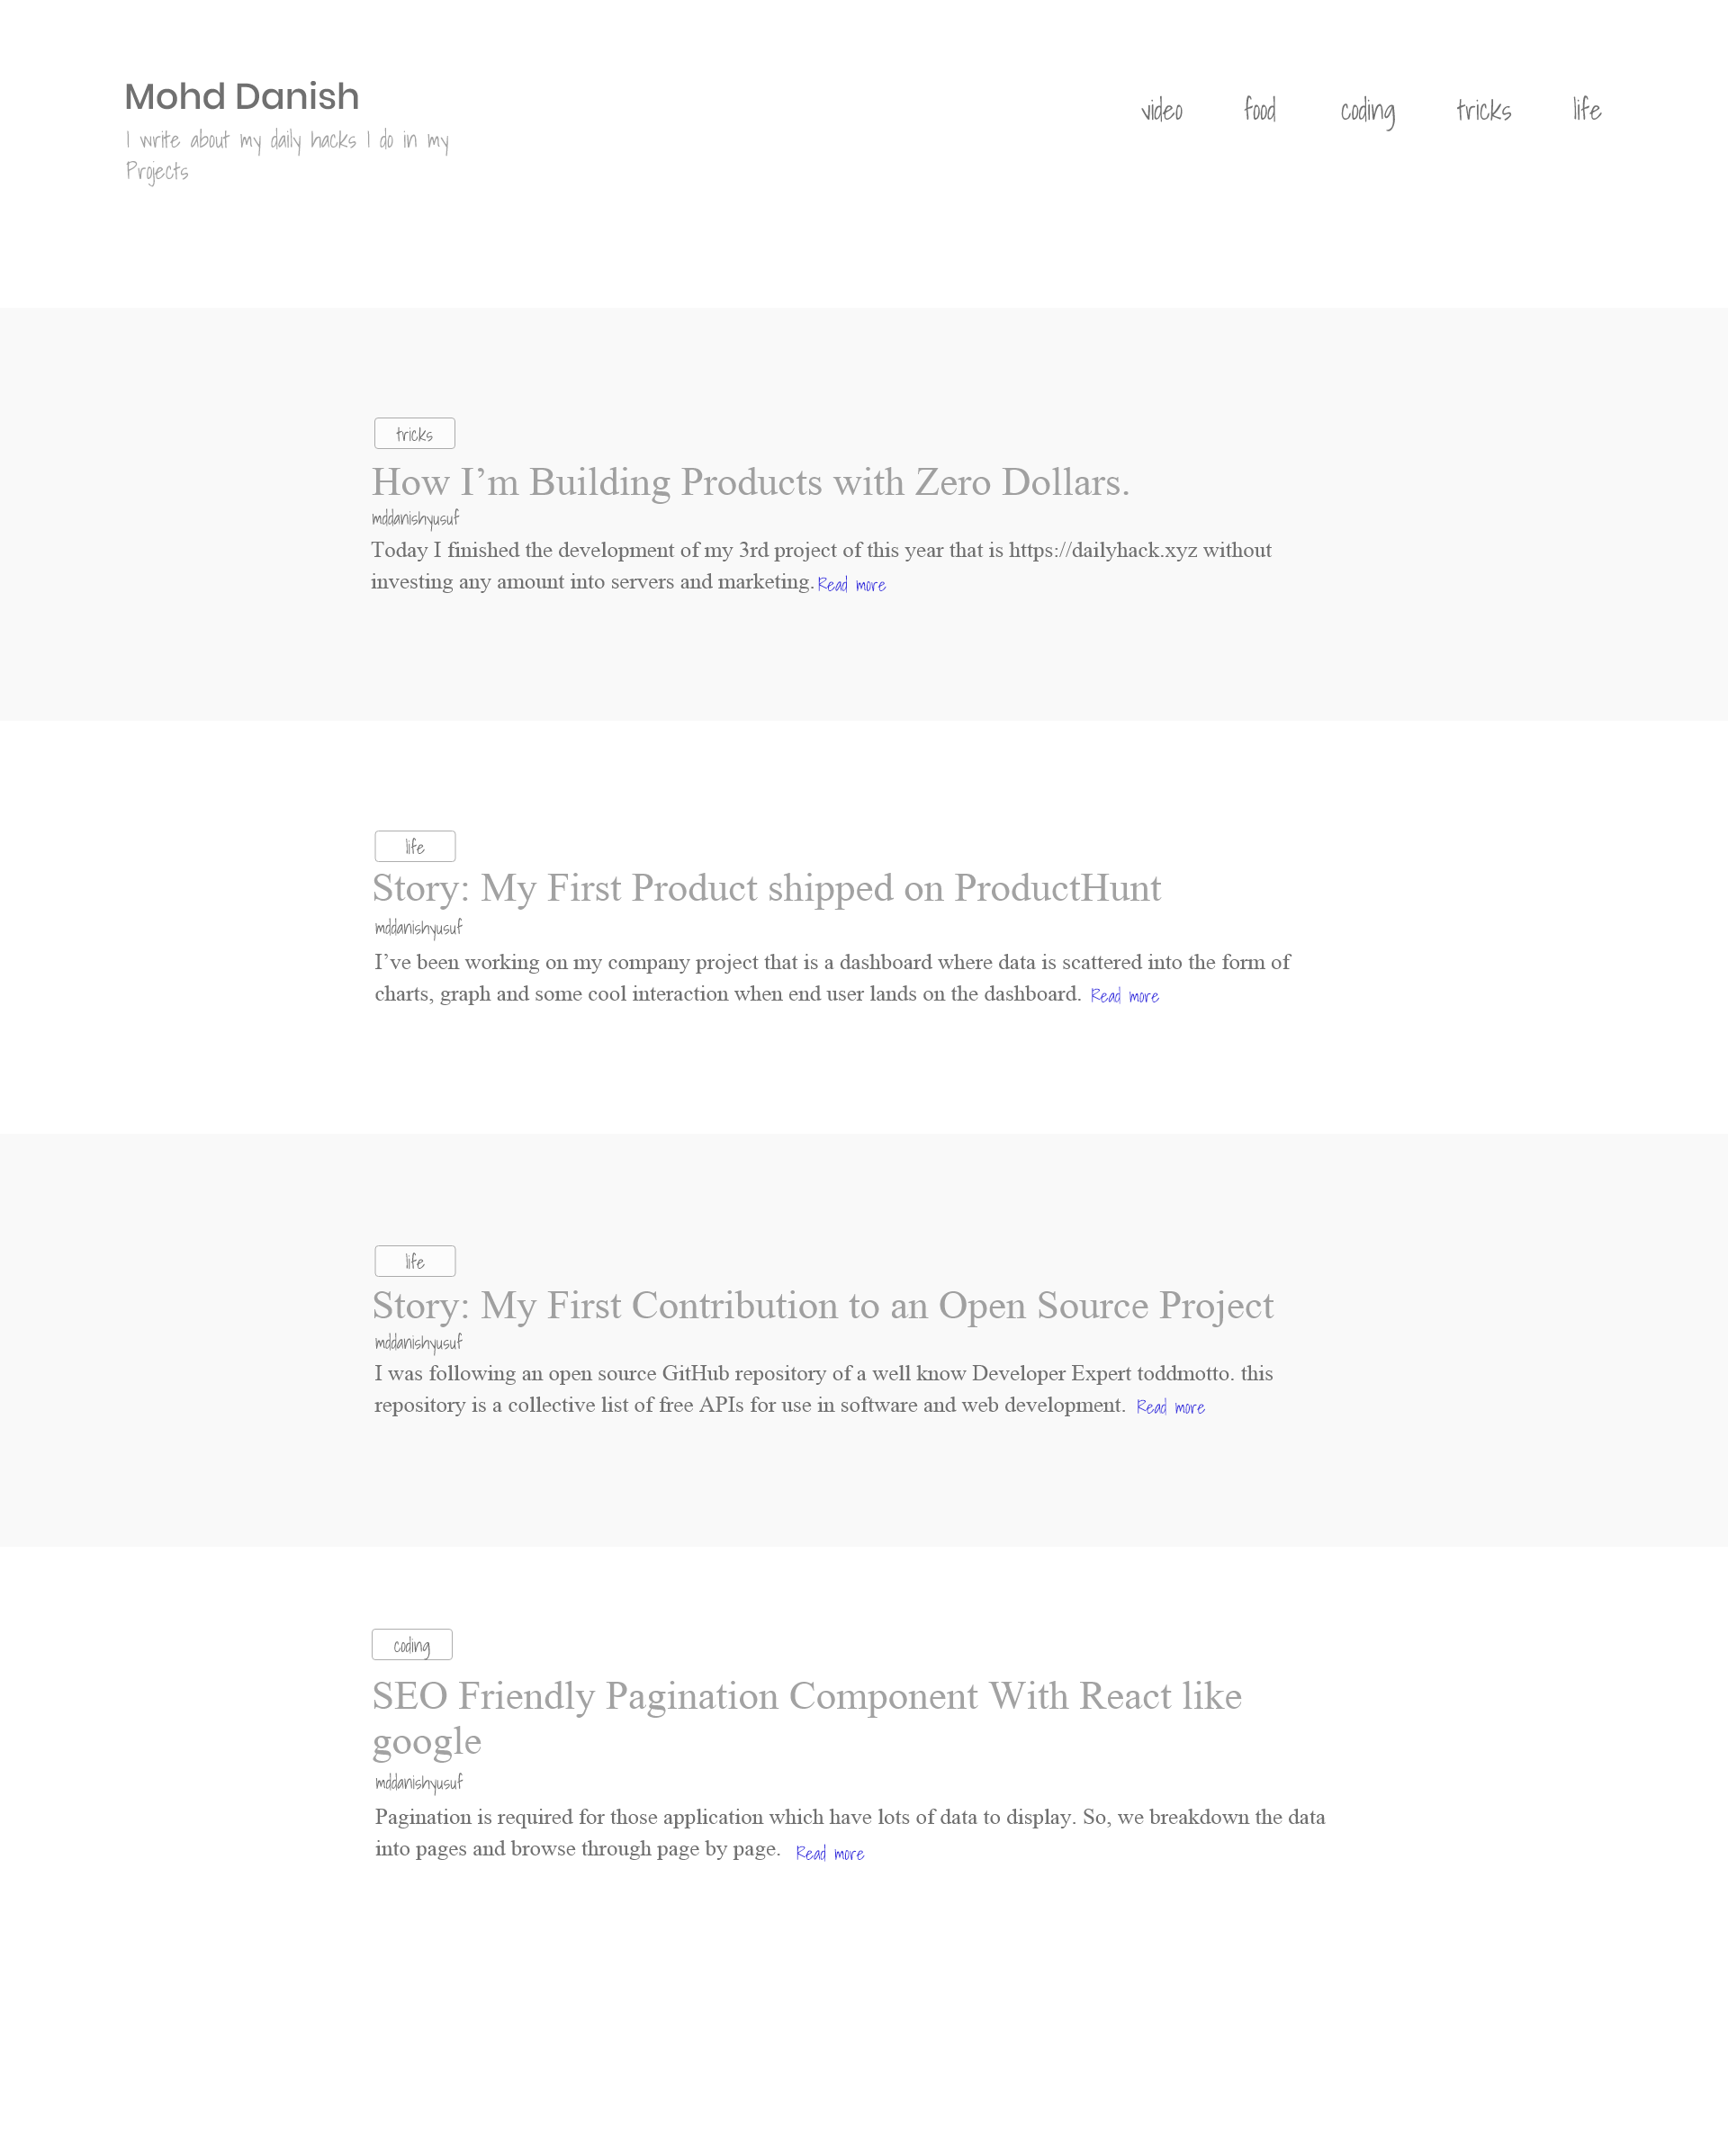 Mohd Danish
I write about my daily hacks I do in my
Projects
video food coding tricks life
tricks
How I’m Building Products with Zero Dollars.
mddanishyusuf
Today I finished the development of my 3rd project of this year that is https://dailyhack.xyz without
investing any amount into servers and marketing. Read more
life
Story: My First Product shipped on ProductHunt
mddanishyusuf
I’ve been working on my company project that is a dashboard where data is scattered into the form of
charts, graph and some cool interaction when end user lands on the dashboard. Read more
life
Story: My First Contribution to an Open Source Project
mddanishyusuf
I was following an open source GitHub repository of a well know Developer Expert toddmotto. this
repository is a collective list of free APIs for use in software and web development. Read more
coding
SEO Friendly Pagination Component With React like
google
mddanishyusuf
Pagination is required for those application which have lots of data to display. So, we breakdown the data
into pages and browse through page by page. Read more